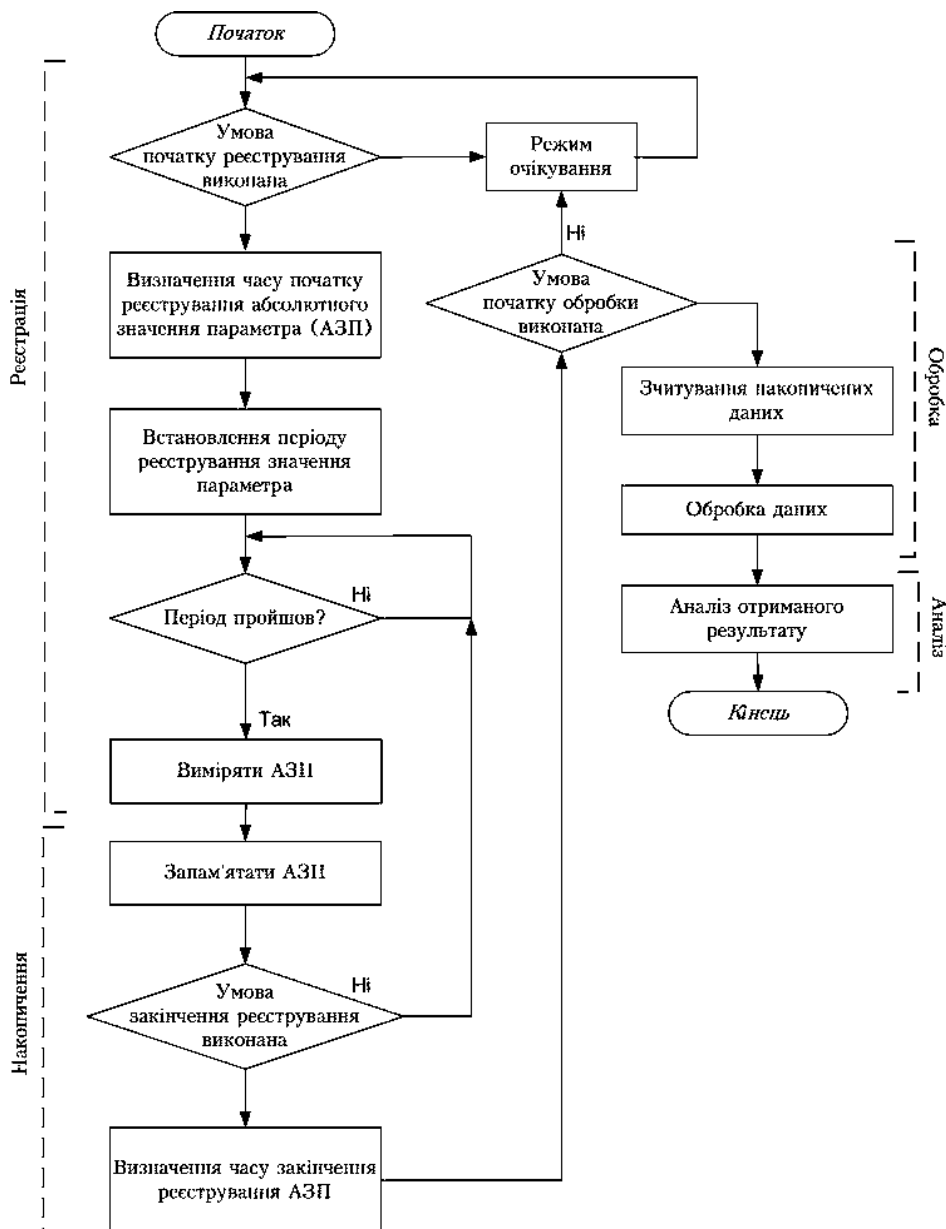 Початок
Умова
початку реєстрування
виконана
Режим
очікування
Ні
Визначення часу початку
реєстрування абсолютного
значення параметра (АЗП)
Умова
початку обробки
виконана
Реєстрація
Обробка
Зчитування накопичених
даних
Встановлення періоду
реєстрування значення
параметра
Обробка даних
Період пройшов?
Ні
Аналіз отриманого
результату
Аналіз
Так
Кінець
Виміряти АЗП
Запам'ятати АЗП
Умова
закінчення реєстрування
виконана
Ні
Накопичення
Визначення часу закінчення
реєстрування АЗП